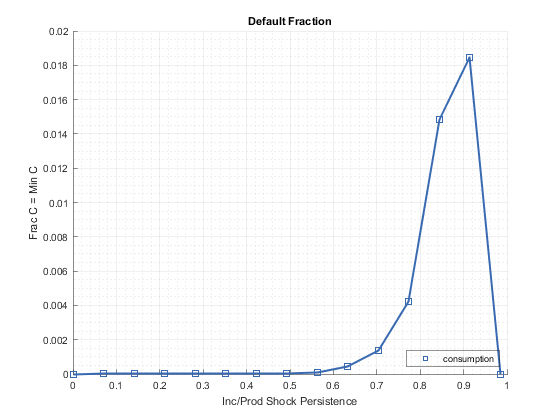 Default Fraction
0.02
0.018
0.016
0.014
0.012
0.01
0.008
0.006
0.004
0.002
0
Frac C = Min C
consumption
0 0.1 0.2 0.3 0.4 0.5 0.6 0.7 0.8 0.9 1
Inc/Prod Shock Persistence